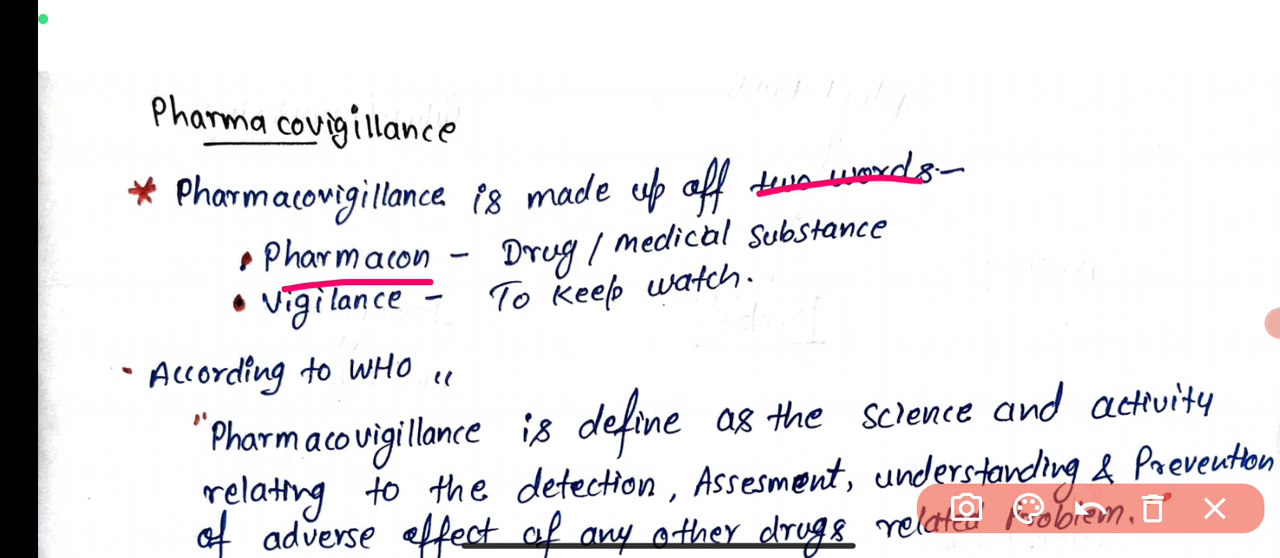 Pharmacovigillance
* Pharmacovigillance is made up off two words:-
• Pharmacon - Drug / medical substance
• Vigilance - To keep watch.
- According to WHO "
"Pharmacovigillance is define as the science and activity
relating to the detection, Assesment, understanding & Prevention
of adverse effect of any other drugs related Problem."